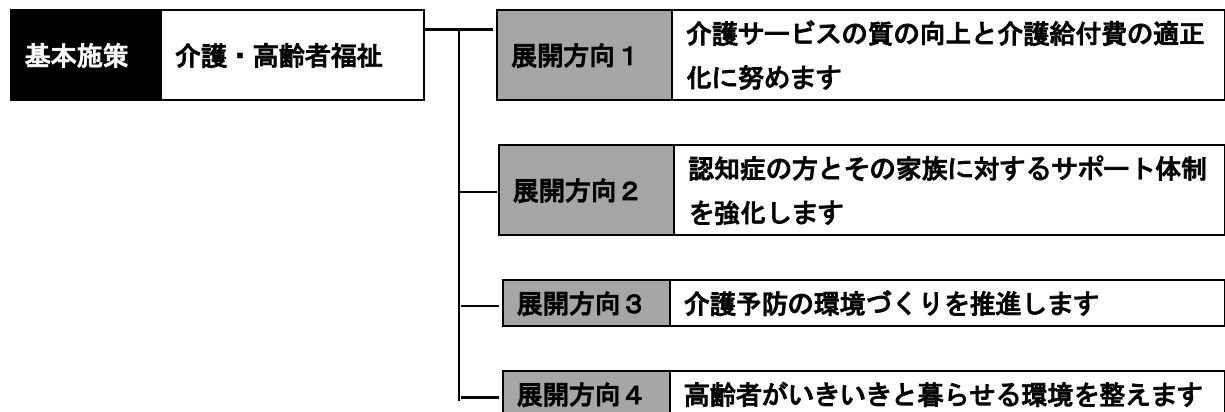 基本施策 介護・高齢者福祉
展開方向１ 介護サービスの質の向上と介護給付費の適正
化に努めます
展開方向２ 認知症の方とその家族に対するサポート体制
を強化します
展開方向３ 介護予防の環境づくりを推進します
展開方向４ 高齢者がいきいきと暮らせる環境を整えます